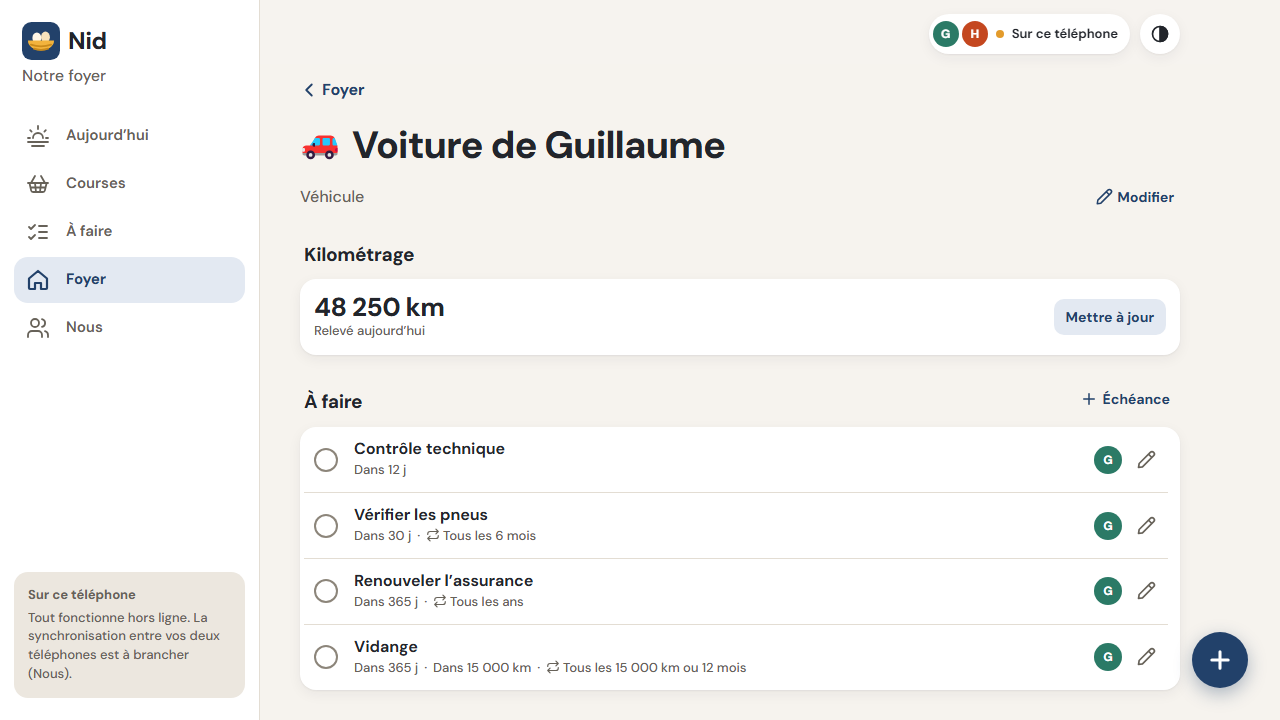 Nid
Notre foyer
Aujourd’hui
Courses
À faire
Foyer
Nous
Sur ce téléphone
Tout fonctionne hors ligne. La
synchronisation entre vos deux
téléphones est à brancher
(Nous).
G H Sur ce téléphone
Foyer
Voiture de Guillaume
Véhicule
Modifier
Kilométrage
48 250 km
Relevé aujourd’hui
Mettre à jour
À faire
Échéance
Contrôle technique
Dans 12 j
G
Vérifier les pneus
Dans 30 j · Tous les 6 mois
G
Renouveler l’assurance
Dans 365 j · Tous les ans
G
Vidange
Dans 365 j · Dans 15 000 km · Tous les 15 000 km ou 12 mois
G